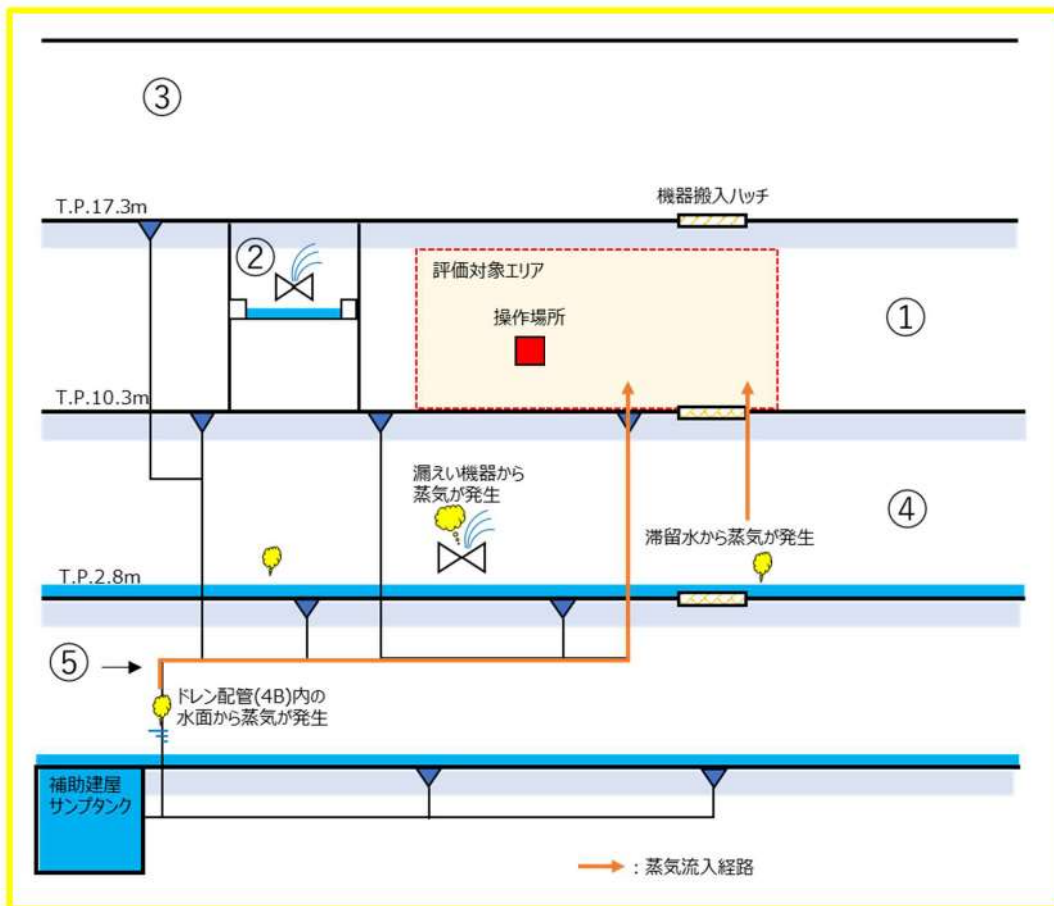 ③
T.P.17.3m
機器搬入ハッチ
②
評価対象エリア
操作場所
①
T.P.10.3m
漏えい機器から
蒸気が発生
④
滞留水から蒸気が発生
T.P.2.8m
⑤
ドレン配管(4B)内の
水面から蒸気が発生
補助建屋
サンプタンク
：蒸気流入経路